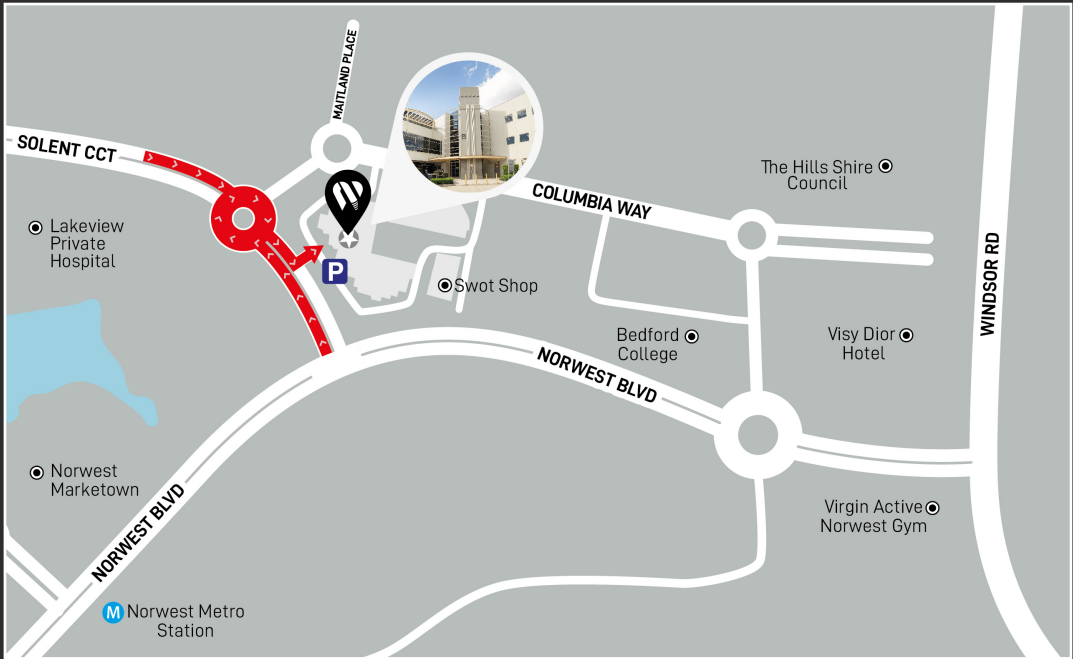 MAITLAND PLACE
SOLENT CCT
The Hills Shire
Council
COLUMBIA WAY
Lakeview
Private
Hospital
WINDSOR RD
P
Swot Shop
Bedford
College
Visy Dior
Hotel
NORWEST BLVD
Norwest
Marketown
NORWEST BLVD
Virgin Active
Norwest Gym
M Norwest Metro
Station